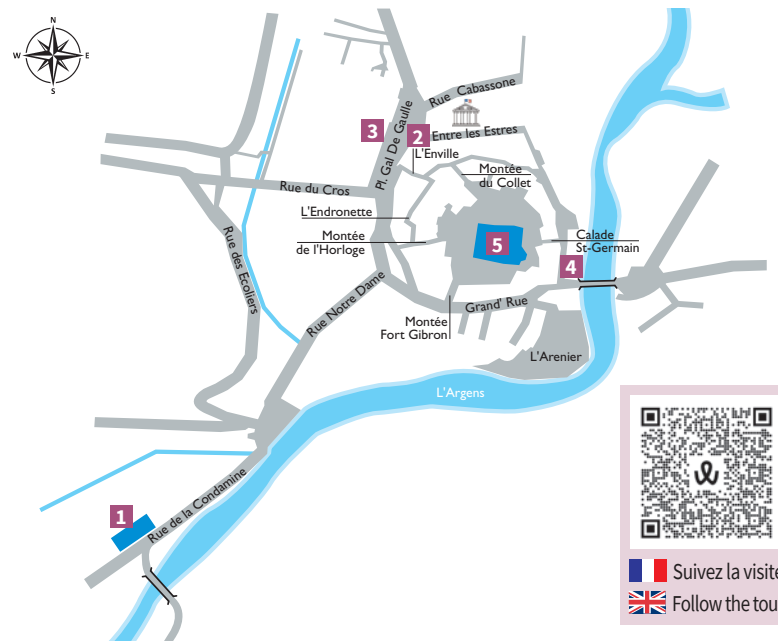 N
W
E
S
Rue Cabassone
3
Pl. Gal De Gaulle
2
Entre les Estres
L'Enville
Montée
du Collet
Rue du Cros
L'Endronette
Montée
de l'Horloge
5
Calade
St-Germain
4
Rue des Ecoliers
Rue Notre Dame
Grand' Rue
Montée
Fort Gibron
L'Arenier
L'Argens
1
Rue de la Condamine
Suivez la visite
Follow the tou